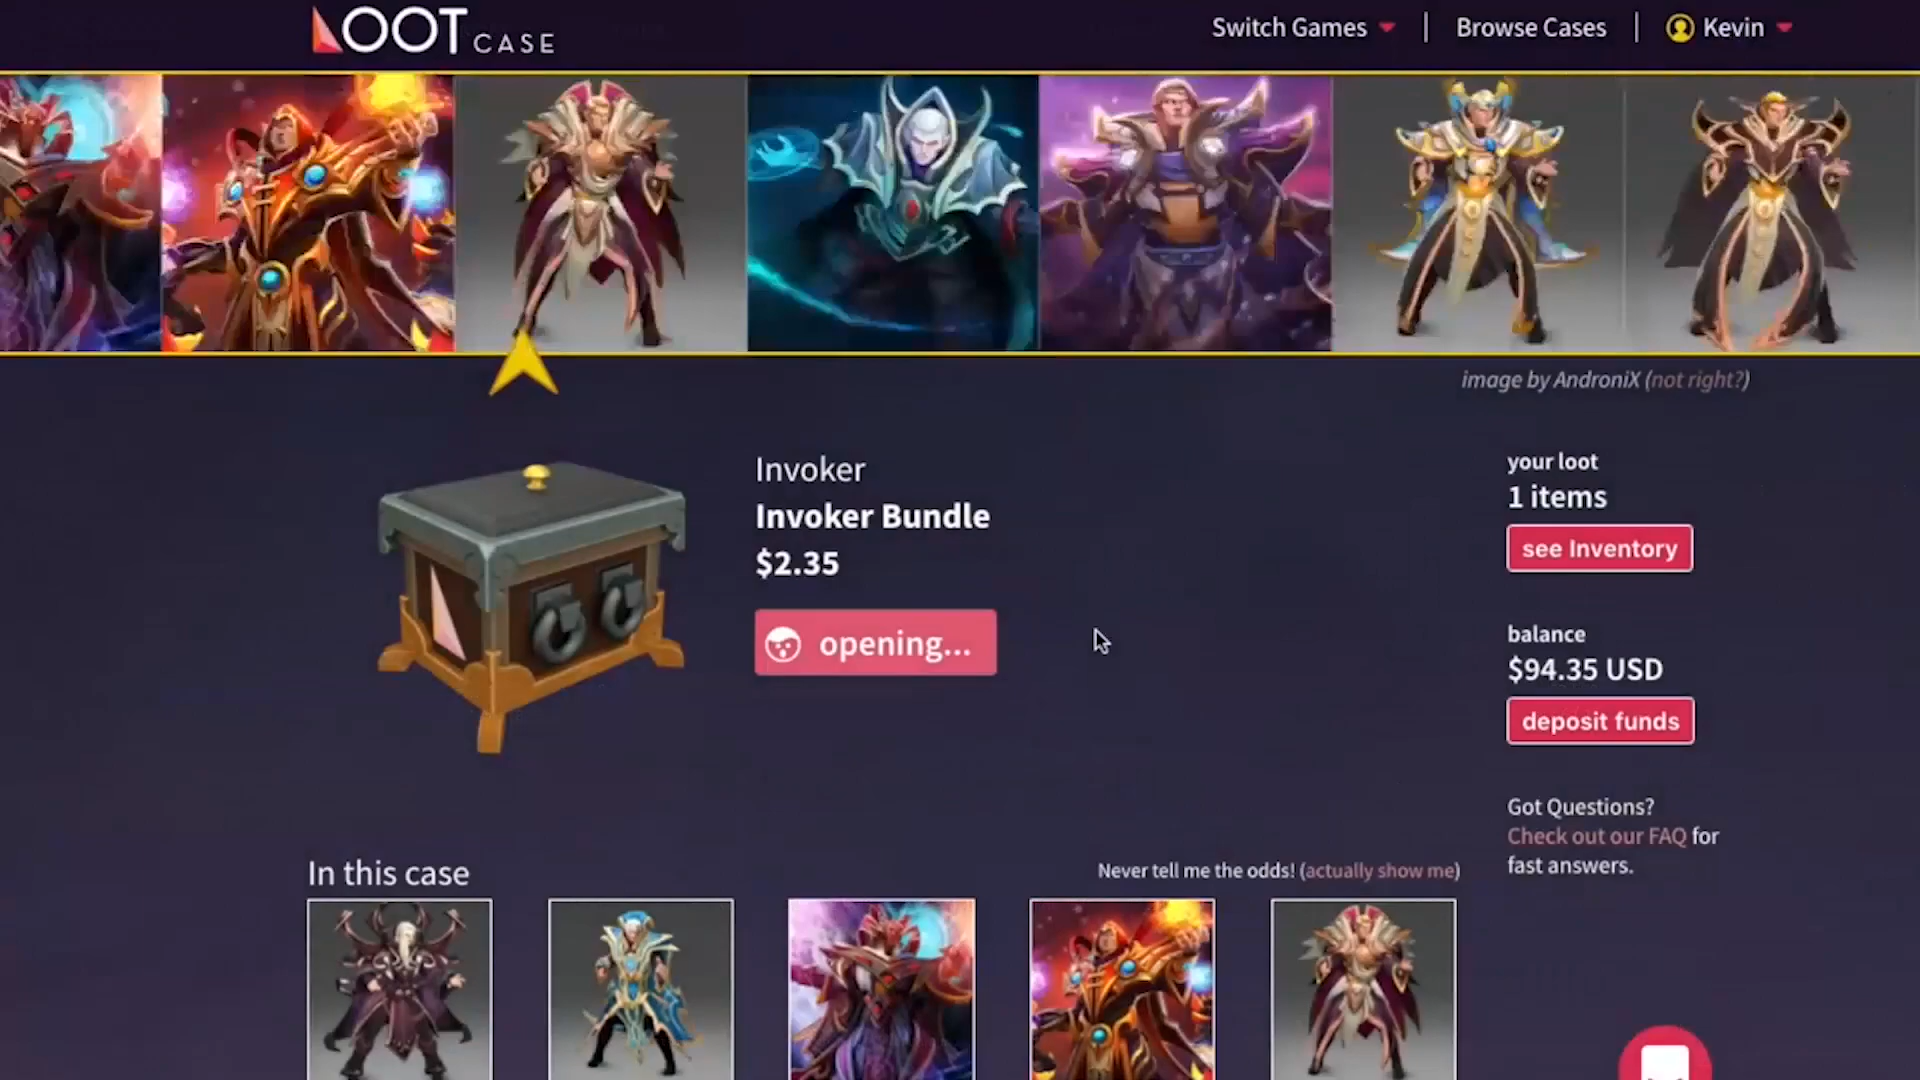 LOOT CASE
Switch Games
Browse Cases
Kevin
image by AndroniX (not right?)
Invoker
Invoker Bundle
$2.35
opening...
your loot
1 items
see Inventory
balance
$94.35 USD
deposit funds
Got Questions?
Check out our FAQ for
fast answers.
In this case
Never tell me the odds! (actually show me)